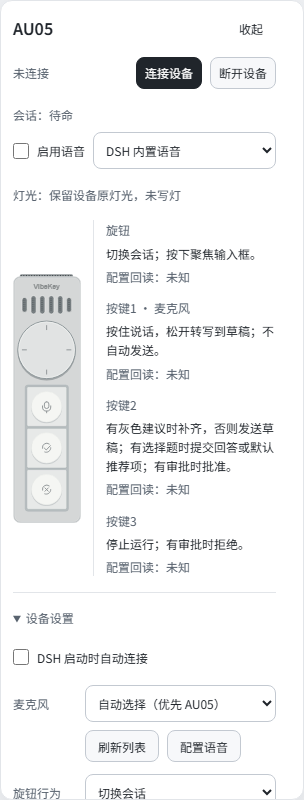 AU05
收起
未连接
连接设备
断开设备
会话：待命
启用语音
DSH 内置语音
灯光：保留设备原灯光，未写灯
VibeKey
旋钮
切换会话；按下聚焦输入框。
配置回读：未知
按键1 · 麦克风
按住说话，松开转写到草稿；不
自动发送。
配置回读：未知
按键2
有灰色建议时补齐，否则发送草
稿；有选择题时提交回答或默认
推荐项；有审批时批准。
配置回读：未知
按键3
停止运行；有审批时拒绝。
配置回读：未知
▼ 设备设置
DSH 启动时自动连接
麦克风
自动选择（优先 AU05）
刷新列表
配置语音
旋钮行为
切换会话